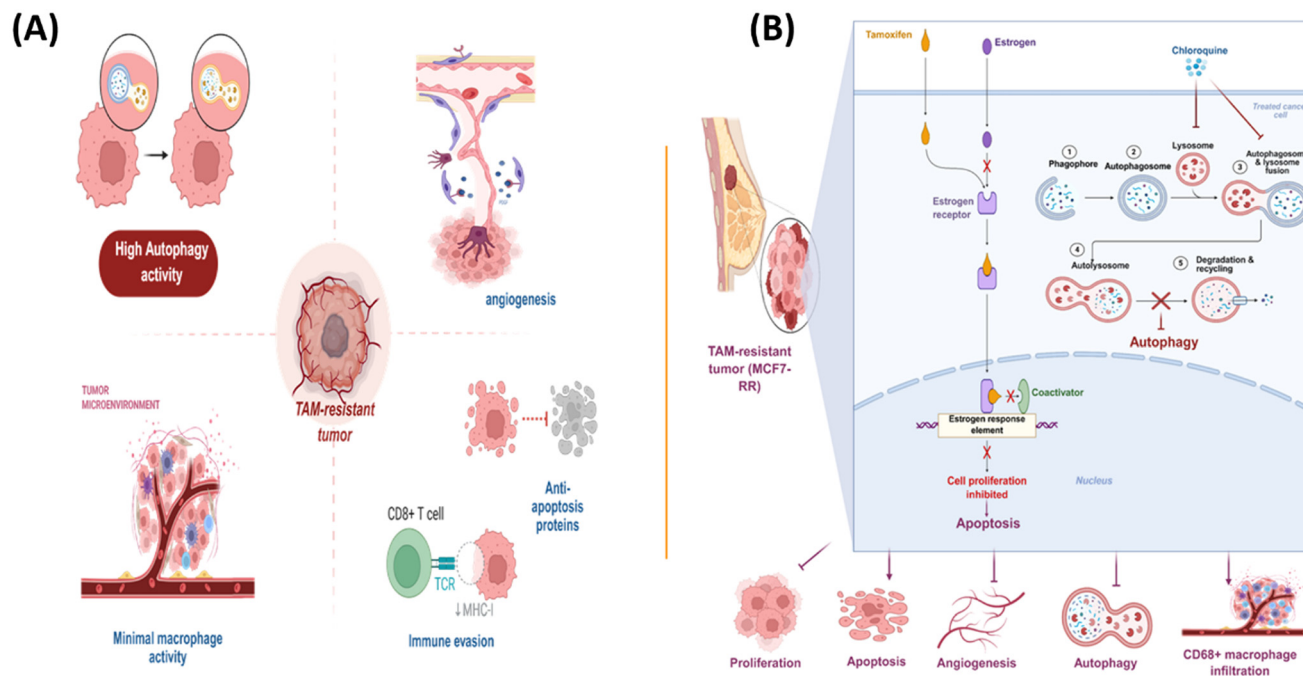 (A)
High Autophagy
activity
angiogenesis
TAM-resistant
tumor
TUMOR
MICROENVIRONMENT
Minimal macrophage
activity
Anti-
apoptosis
proteins
CD8+ T cell
TCR
↓MHC-I
Immune evasion
(B)
Tamoxifen
Estrogen
Chloroquine
Treated cancer
cell
1
Phagophore
2
Autophagosome
Lysosome
3
Autophagosome
& lysosome
fusion
Estrogen
receptor
4
Autolysosome
5
Degradation &
recycling
Autophagy
TAM-resistant
tumor (MCF7-
RR)
Coactivator
Estrogen response
element
Cell proliferation
inhibited
Nucleus
Apoptosis
Proliferation
Apoptosis
Angiogenesis
Autophagy
CD68+ macrophage
infiltration